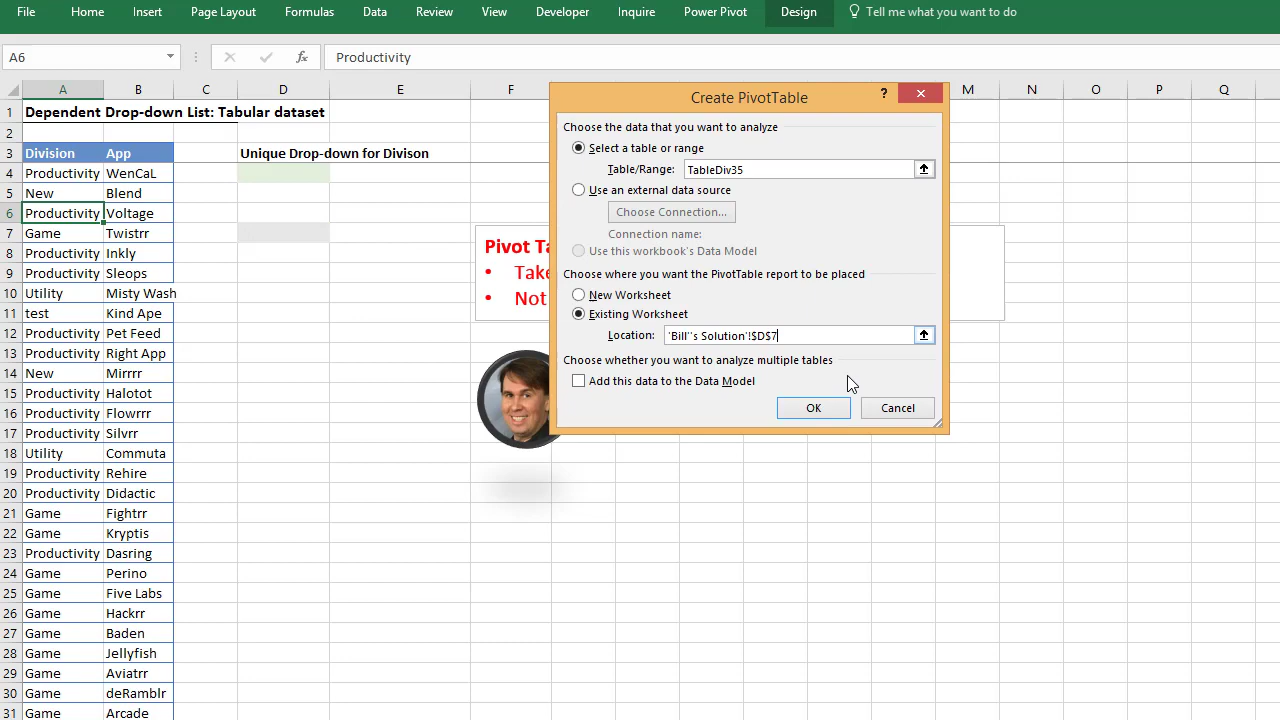 File Home Insert Page Layout Formulas Data Review View Developer Inquire Power Pivot Design Tell me what you want to do
A6 fx Productivity
A B C D E F M N O P Q
1 Dependent Drop-down List: Tabular dataset
2
3 Division App Unique Drop-down for Divison
4 Productivity WenCaL
5 New Blend
6 Productivity Voltage
7 Game Twistrr
8 Productivity Inkly
9 Productivity Sleops
10 Utility Misty Wash
11 test Kind Ape
12 Productivity Pet Feed
13 Productivity Right App
14 New Mirrrr
15 Productivity Halotot
16 Productivity Flowrrr
17 Productivity Silvrr
18 Utility Commuta
19 Productivity Rehire
20 Productivity Didactic
21 Game Fightrr
22 Game Kryptis
23 Productivity Dasring
24 Game Perino
25 Game Five Labs
26 Game Hackrr
27 Game Baden
28 Game Jellyfish
29 Game Aviatrr
30 Game deRamblr
31 Game Arcade
Pivot Ta
• Take
• Not
Create PivotTable ?
Choose the data that you want to analyze
Select a table or range
Table/Range: TableDiv35
Use an external data source
Choose Connection...
Connection name:
Use this workbook's Data Model
Choose where you want the PivotTable report to be placed
New Worksheet
Existing Worksheet
Location: 'Bill''s Solution'!$D$7
Choose whether you want to analyze multiple tables
Add this data to the Data Model
OK Cancel